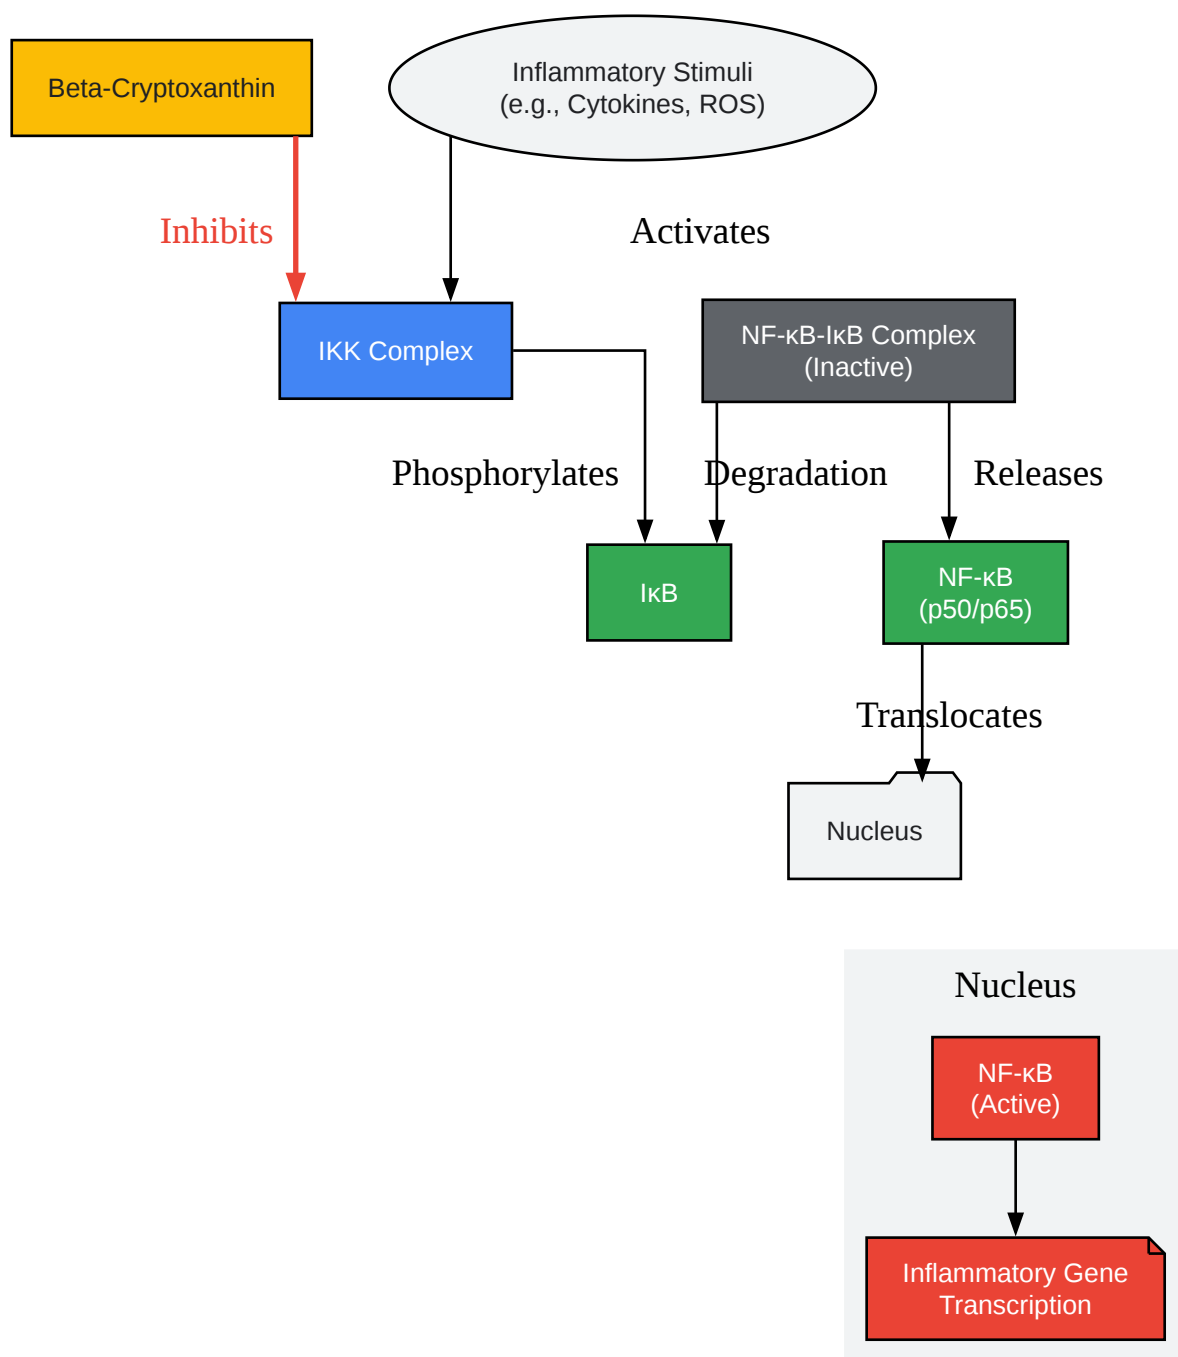 Beta-Cryptoxanthin
Inflammatory Stimuli
(e.g., Cytokines, ROS)
Inhibits
Activates
IKK Complex
NF-κB-IκB Complex
(Inactive)
Phosphorylates
Degradation
Releases
IκB
NF-κB
(p50/p65)
Translocates
Nucleus
Nucleus
NF-κB
(Active)
Inflammatory Gene
Transcription